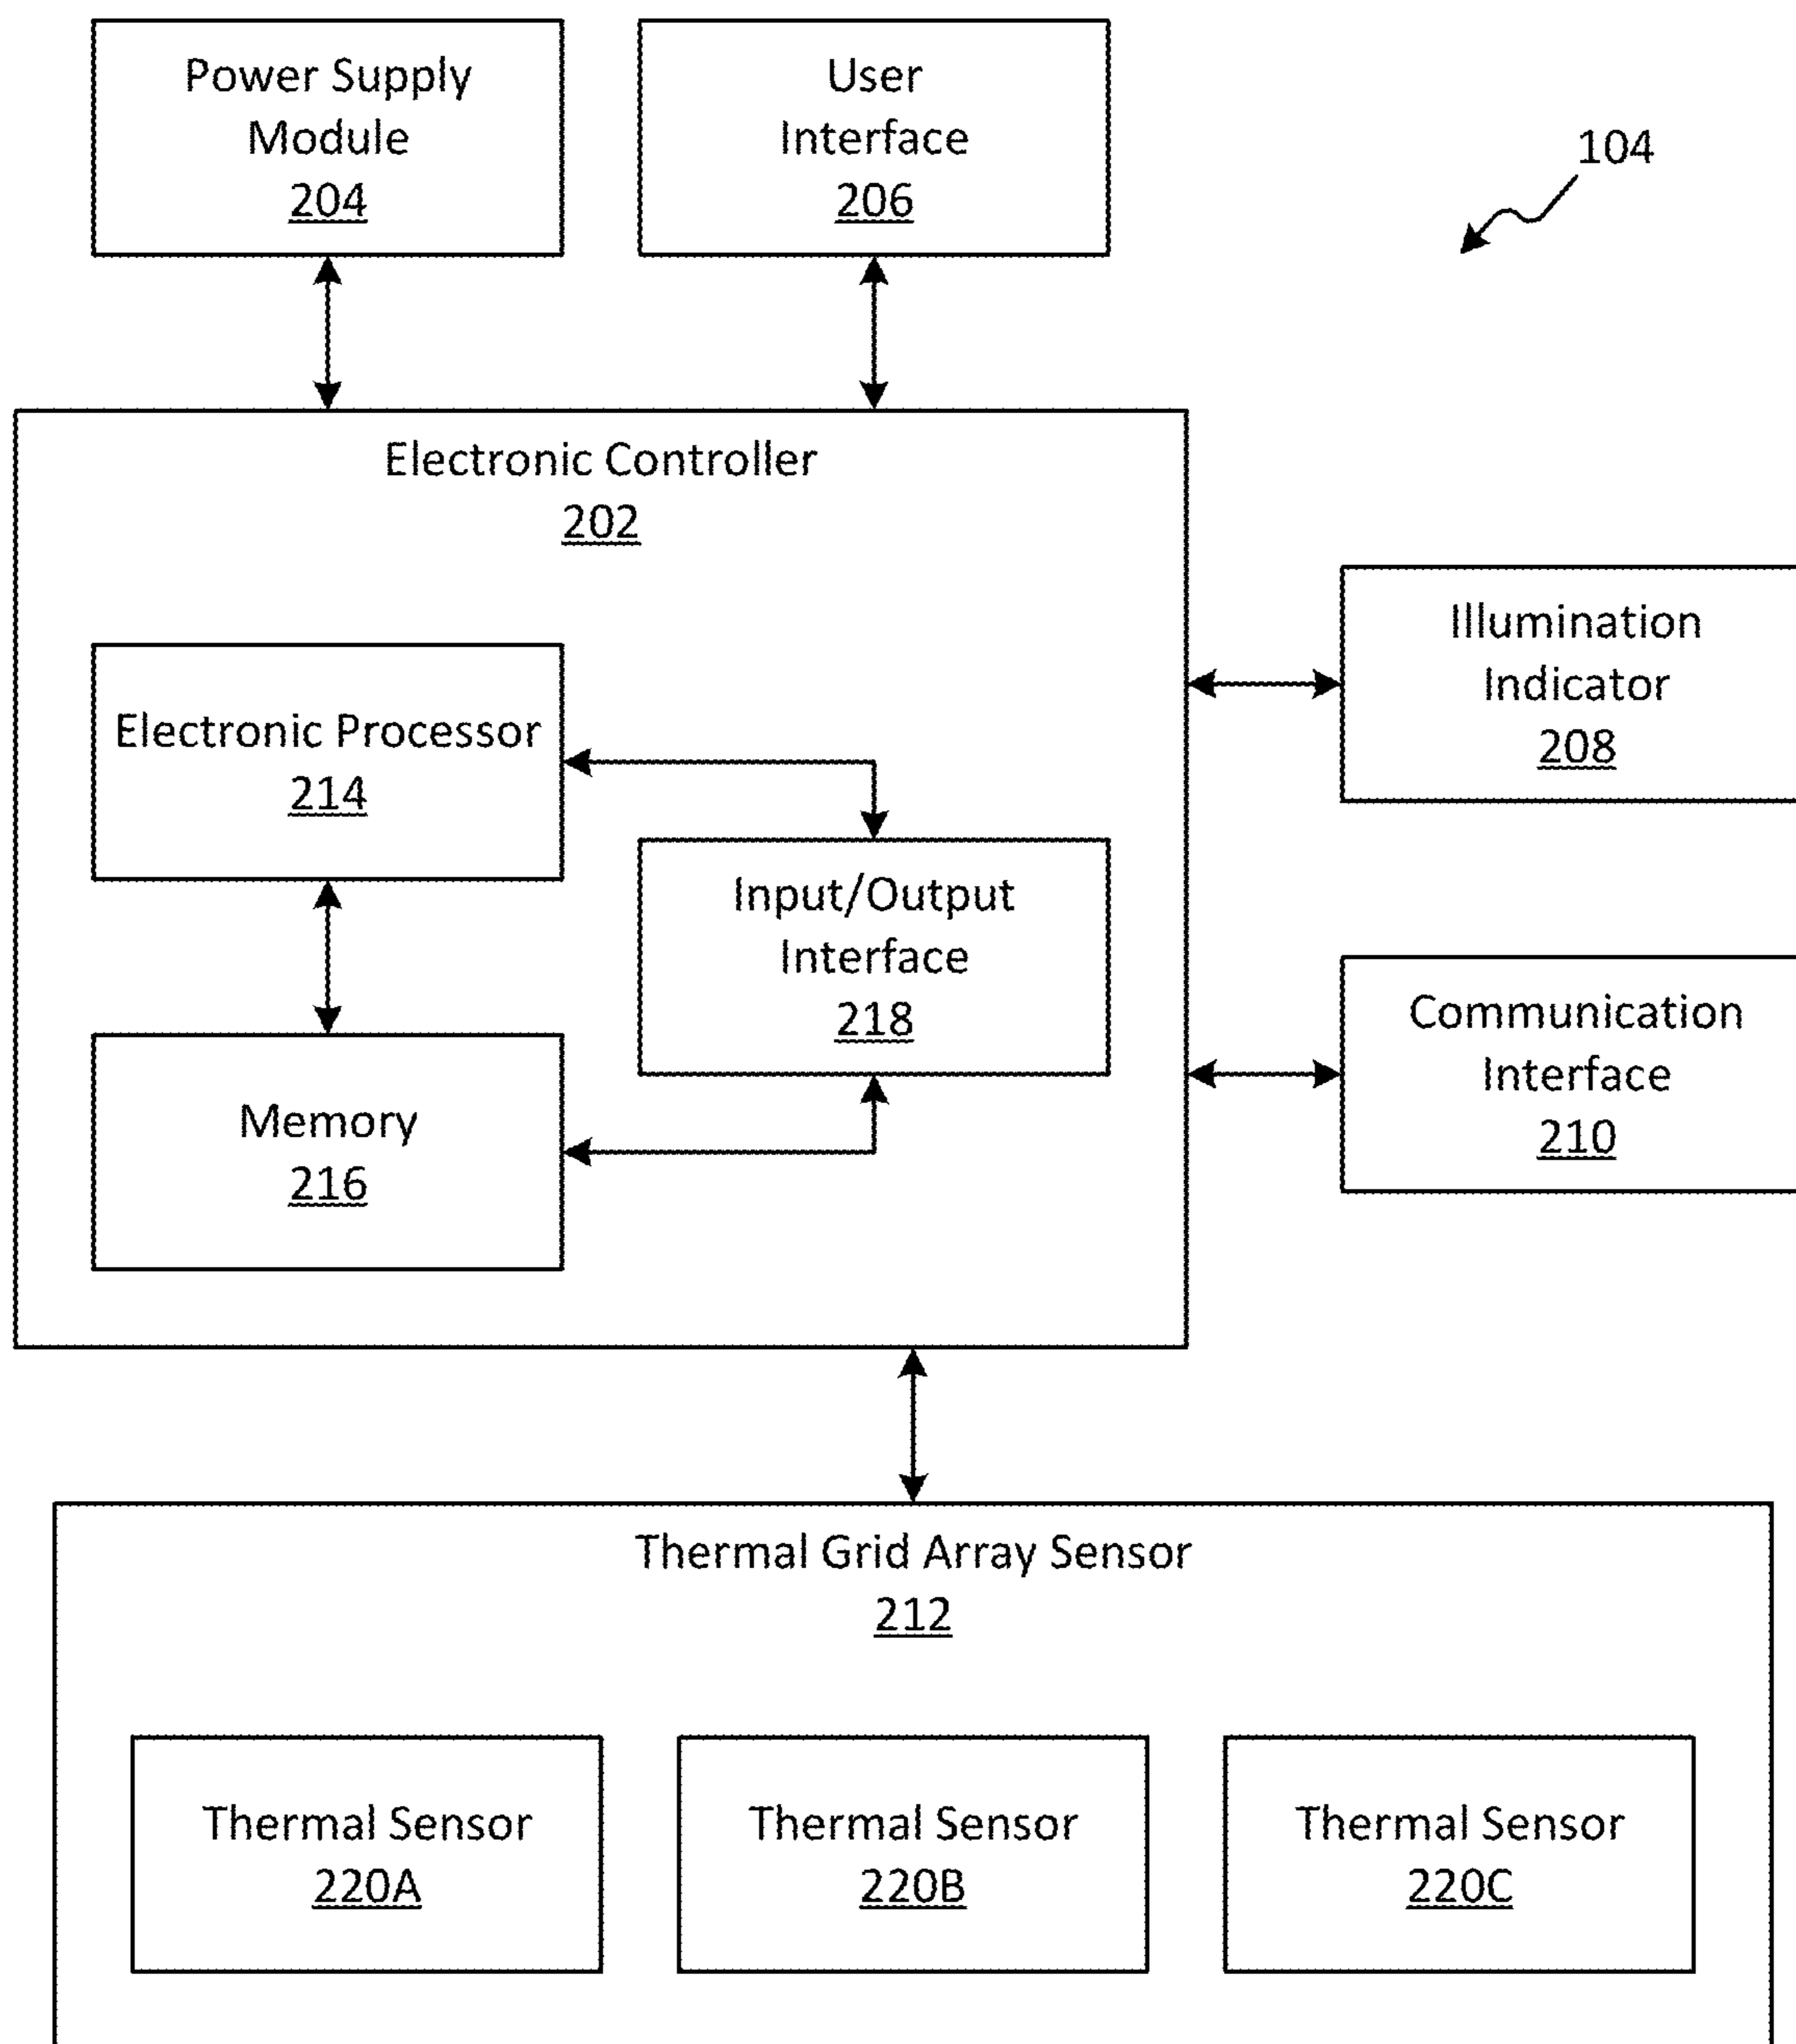 Power Supply
Module
204
User
Interface
206
104
Electronic Controller
202
Illumination
Indicator
208
Electronic Processor
214
Input/Output
Interface
218
Communication
Interface
210
Memory
216
Thermal Grid Array Sensor
212
Thermal Sensor
220A
Thermal Sensor
220B
Thermal Sensor
220C